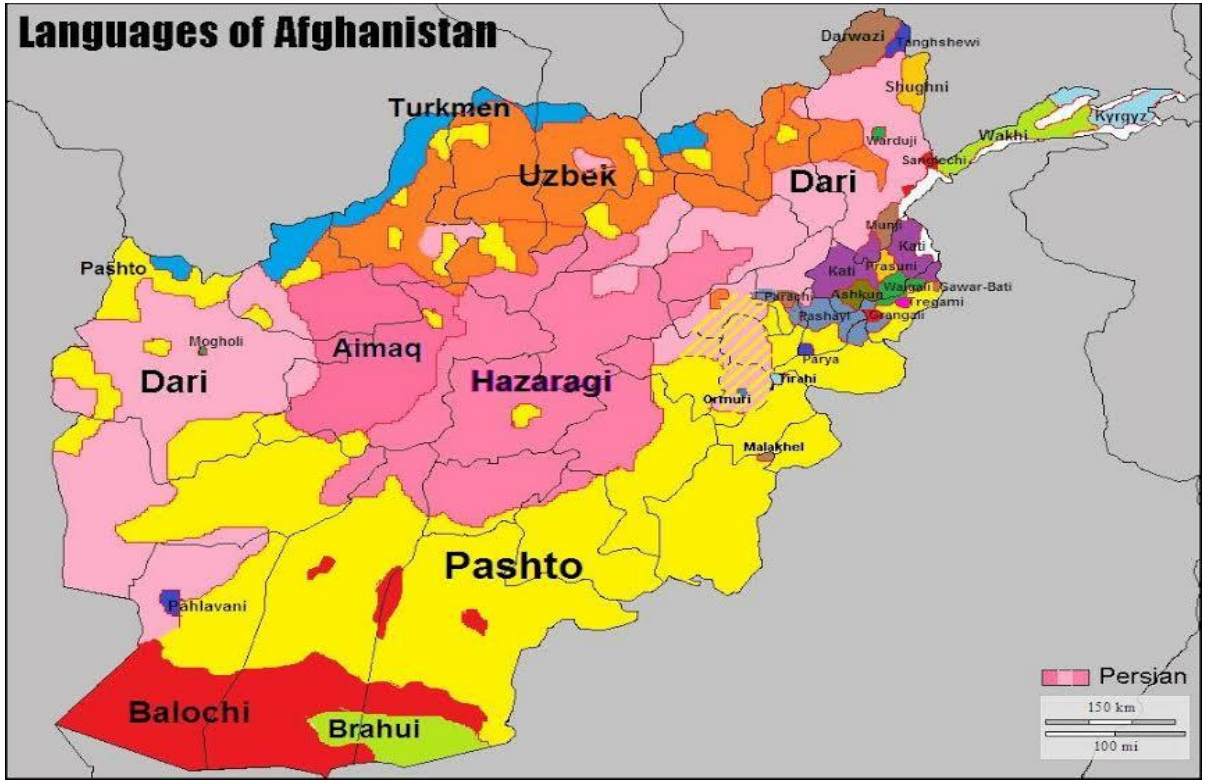 Languages of Afghanistan
Darwazi
Tanghshewi
Shughni
Turkmen
Kyrgyz
Wakhi
Warduji
Sanglechi
Uzbek
Dari
Munji
Kati
Pashto
Prasuni
Kati
Waigali
Gawar-Bati
Parachi
Ashkun
Tregami
Pashayi
Grangali
Mogholi
Aimaq
Parya
Dari
Hazaragi
Tirahi
Ormuri
Malakhel
Pashto
Pahlavani
Persian
Balochi
150 km
Brahui
100 mi